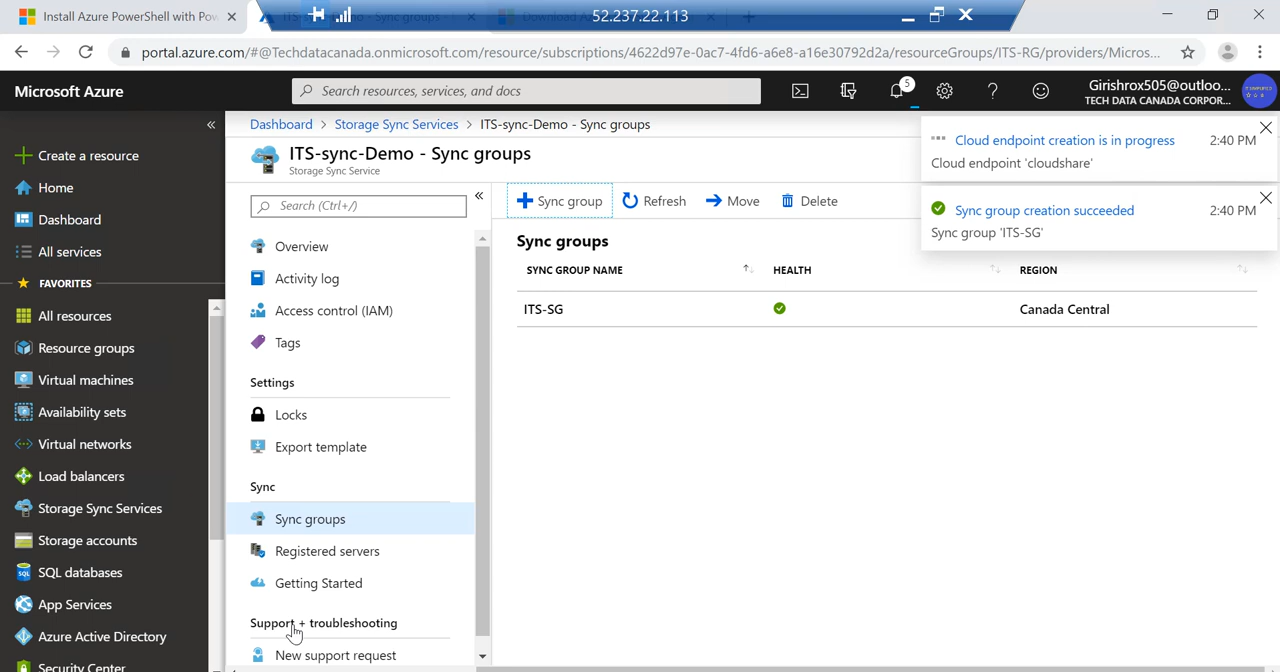 Install Azure PowerShell with Pow
ITS-sync-Demo - Sync groups -
Download Azure
52.237.22.113
portal.azure.com/#@Techdatacanada.onmicrosoft.com/resource/subscriptions/4622d97e-0ac7-4fd6-a6e8-a16e30792d2a/resourceGroups/ITS-RG/providers/Micros...
Microsoft Azure
Search resources, services, and docs
5
Girishrox505@outloo...
TECH DATA CANADA CORPOR...
Dashboard > Storage Sync Services > ITS-sync-Demo - Sync groups
ITS-sync-Demo - Sync groups
Storage Sync Service
Cloud endpoint creation is in progress 2:40 PM
Cloud endpoint 'cloudshare'
Sync group creation succeeded 2:40 PM
Sync group 'ITS-SG'
Create a resource
Home
Dashboard
All services
FAVORITES
All resources
Resource groups
Virtual machines
Availability sets
Virtual networks
Load balancers
Storage Sync Services
Storage accounts
SQL databases
App Services
Azure Active Directory
Security Center
Search (Ctrl+/)
Overview
Activity log
Access control (IAM)
Tags
Settings
Locks
Export template
Sync
Sync groups
Registered servers
Getting Started
Support + troubleshooting
New support request
Sync group Refresh Move Delete
Sync groups
SYNC GROUP NAME HEALTH REGION
ITS-SG Canada Central